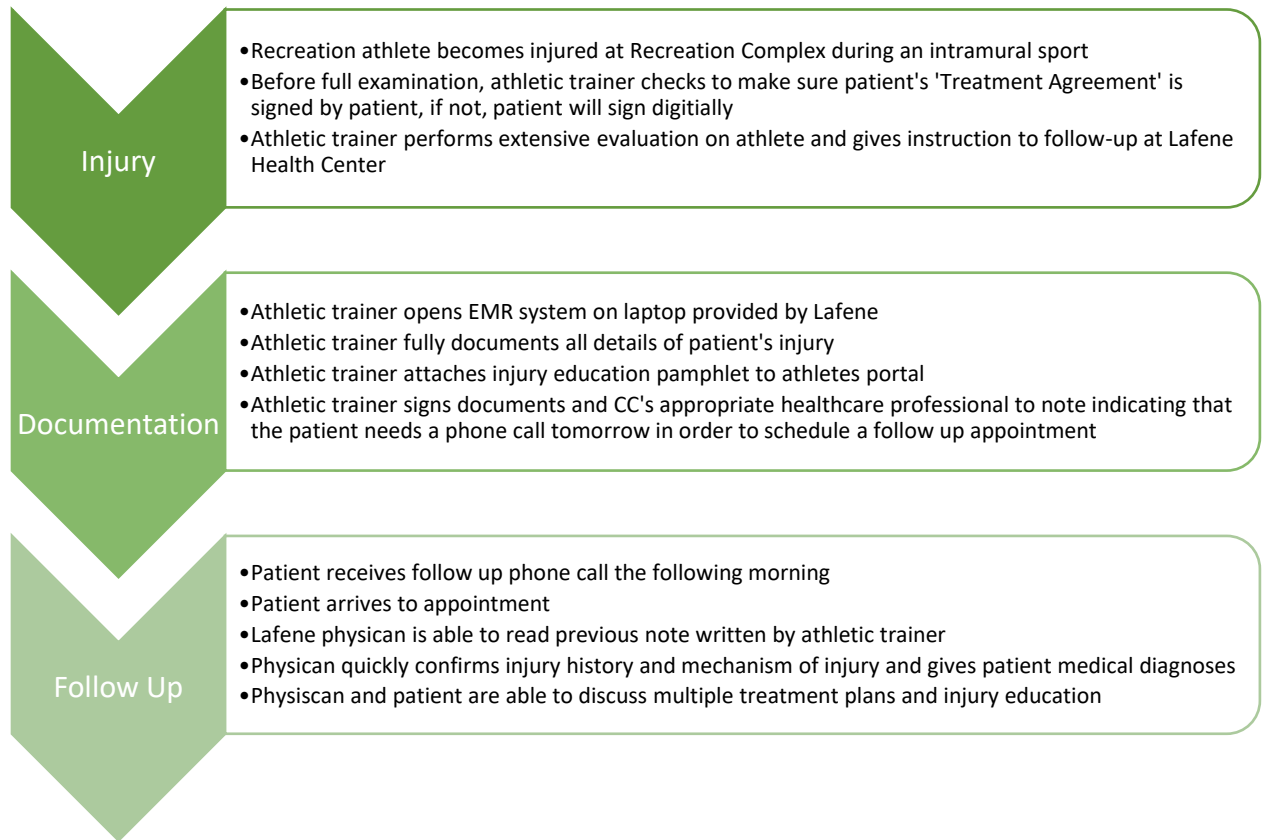 Injury
•Recreation athlete becomes injured at Recreation Complex during an intramural sport
•Before full examination, athletic trainer checks to make sure patient's 'Treatment Agreement' is
signed by patient, if not, patient will sign digitially
•Athletic trainer performs extensive evaluation on athlete and gives instruction to follow-up at Lafene
Health Center
Documentation
•Athletic trainer opens EMR system on laptop provided by Lafene
•Athletic trainer fully documents all details of patient's injury
•Athletic trainer attaches injury education pamphlet to athletes portal
•Athletic trainer signs documents and CC's appropriate healthcare professional to note indicating that
the patient needs a phone call tomorrow in order to schedule a follow up appointment
Follow Up
•Patient receives follow up phone call the following morning
•Patient arrives to appointment
•Lafene physican is able to read previous note written by athletic trainer
•Physican quickly confirms injury history and mechanism of injury and gives patient medical diagnoses
•Physiscan and patient are able to discuss multiple treatment plans and injury education